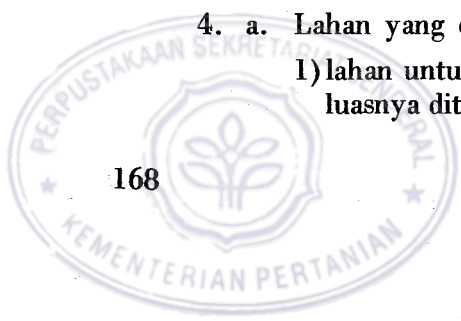 4. a. Lahan yang
1) lahan untu
luasnya dit
168
PERPUSTAKAAN SEKRETARIAT JENDERAL
KEMENTERIAN PERTANIAN